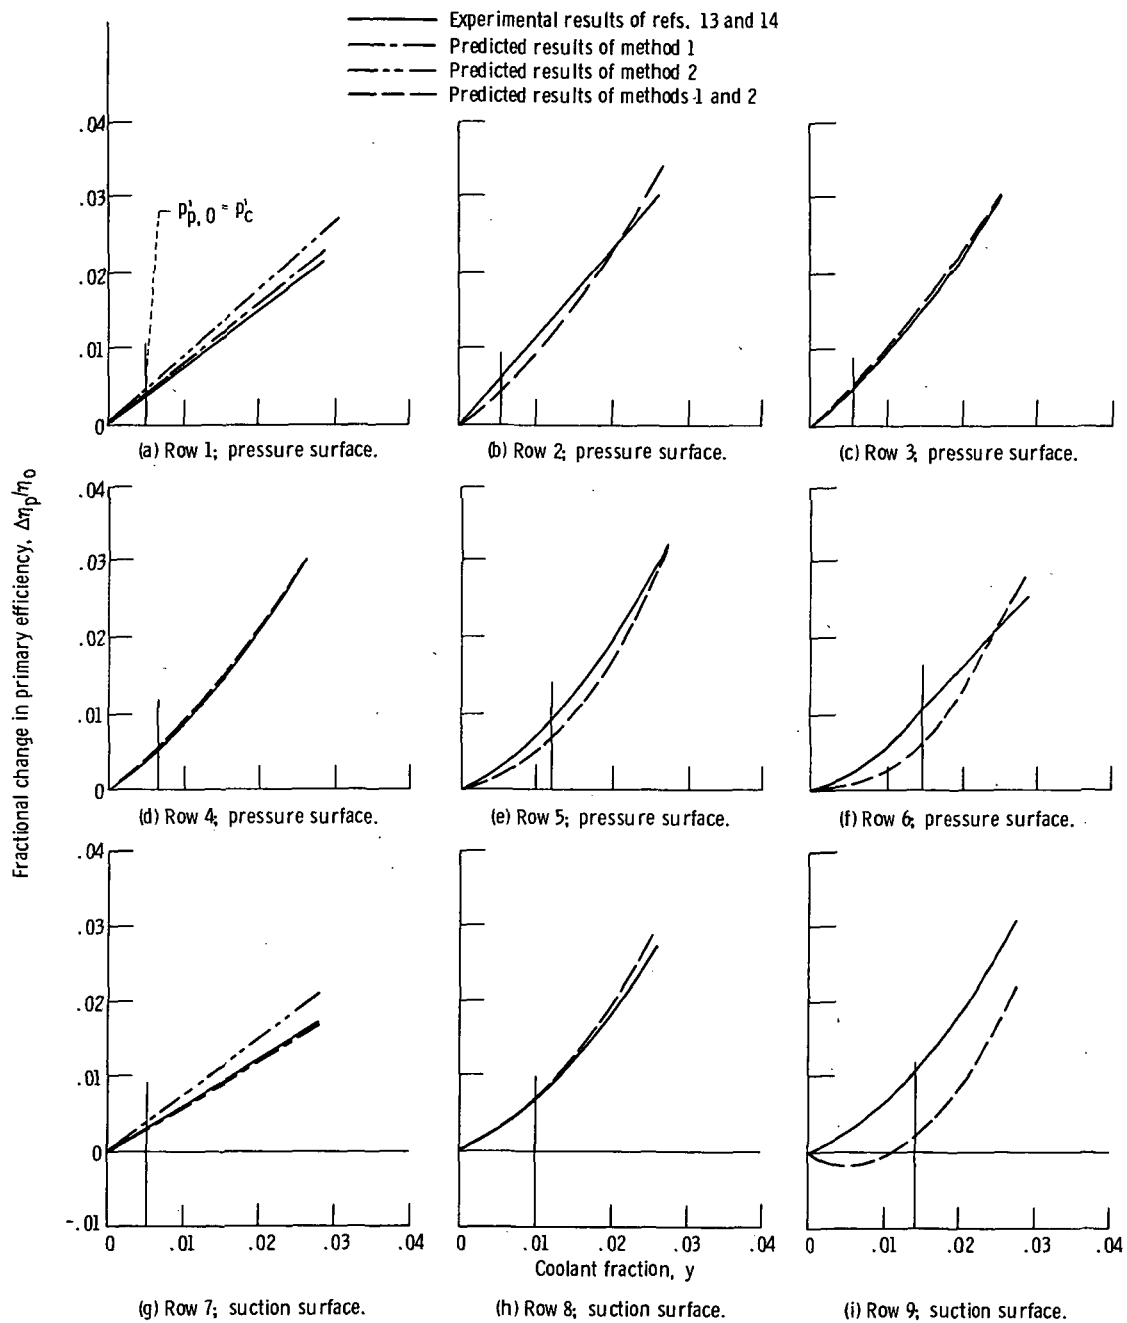 Experimental results of refs. 13 and 14
Predicted results of method 1
Predicted results of method 2
Predicted results of methods 1 and 2
.04
.03
.02
.01
0
p'p, 0 = p'c
(a) Row 1; pressure surface.
(b) Row 2; pressure surface.
(c) Row 3; pressure surface.
Fractional change in primary efficiency, Δηp/η0
.04
.03
.02
.01
0
(d) Row 4; pressure surface.
(e) Row 5; pressure surface.
(f) Row 6; pressure surface.
.04
.03
.02
.01
0
-.01
0 .01 .02 .03 .04
0 .01 .02 .03 .04
0 .01 .02 .03 .04
Coolant fraction, y
(g) Row 7; suction surface.
(h) Row 8; suction surface.
(i) Row 9; suction surface.